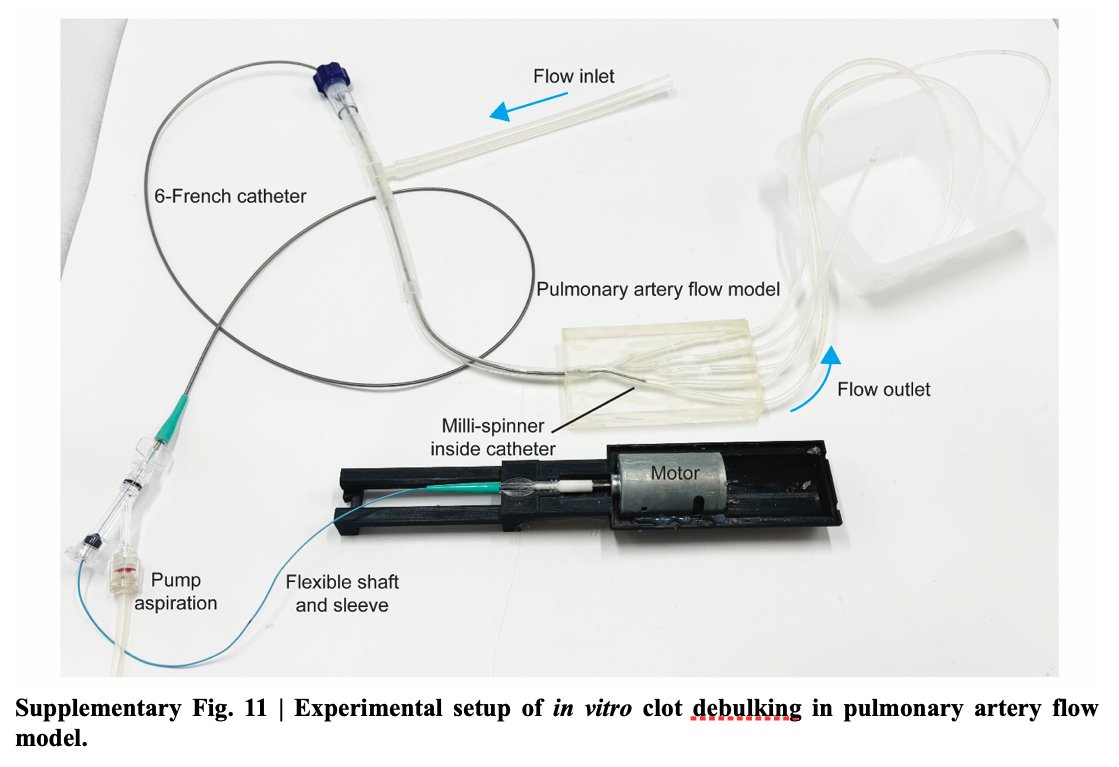 Flow inlet
6-French catheter
Pulmonary artery flow model
Flow outlet
Milli-spinner
inside catheter
Motor
Pump
aspiration
Flexible shaft
and sleeve
Supplementary Fig. 11 | Experimental setup of in vitro clot debulking in pulmonary artery flow
model.